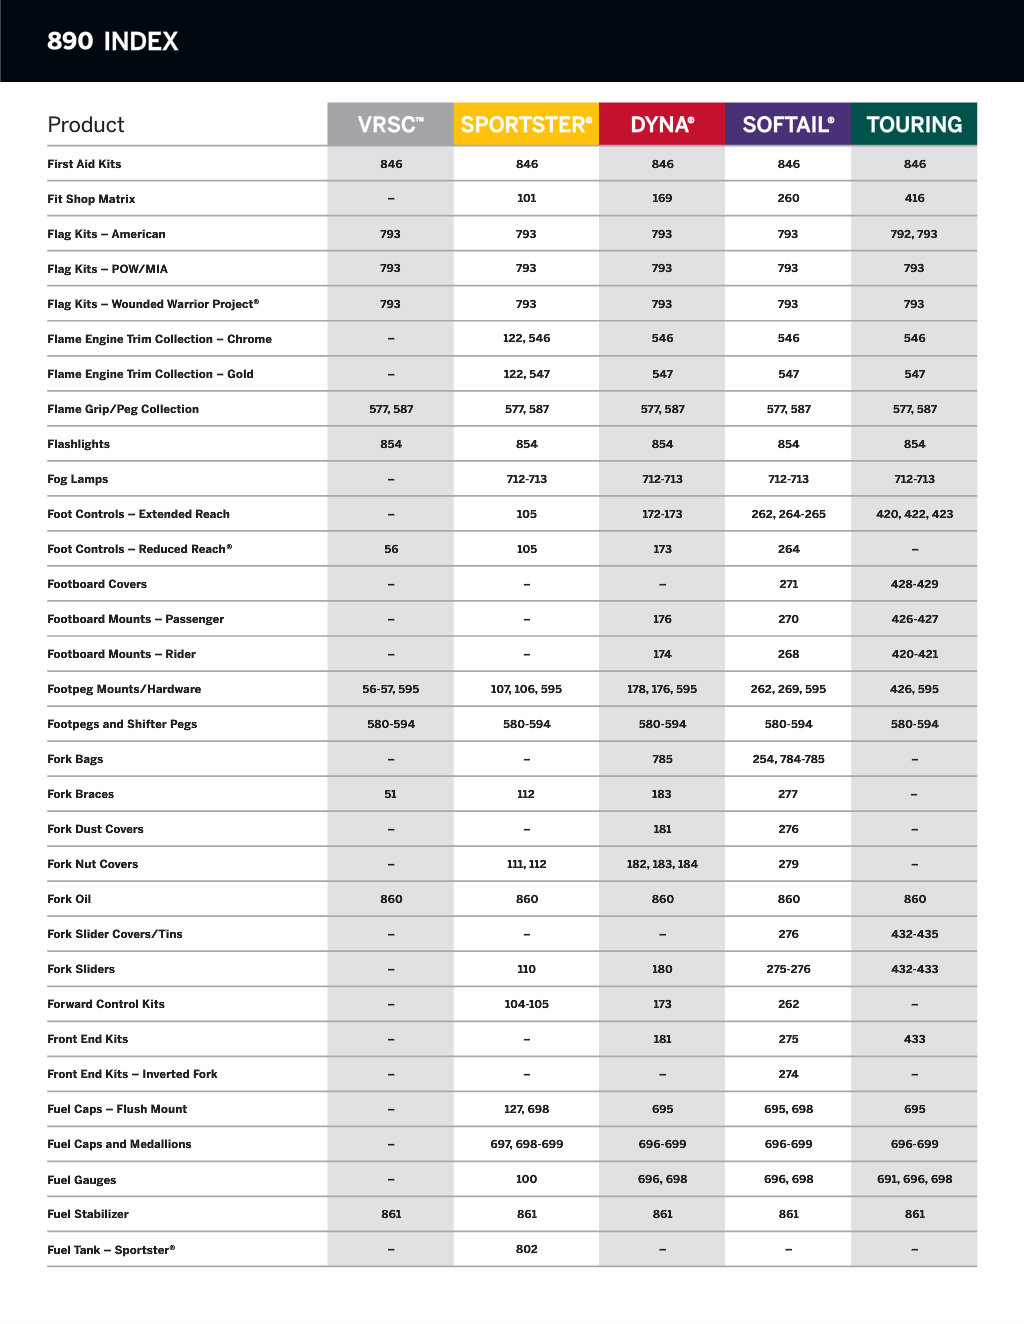 890 INDEX
Product VRSC™ SPORTSTER® DYNA® SOFTAIL® TOURING
First Aid Kits 846 846 846 846 846
Fit Shop Matrix – 101 169 260 416
Flag Kits – American 793 793 793 793 792, 793
Flag Kits – POW/MIA 793 793 793 793 793
Flag Kits – Wounded Warrior Project® 793 793 793 793 793
Flame Engine Trim Collection – Chrome – 122, 546 546 546 546
Flame Engine Trim Collection – Gold – 122, 547 547 547 547
Flame Grip/Peg Collection 577, 587 577, 587 577, 587 577, 587 577, 587
Flashlights 854 854 854 854 854
Fog Lamps – 712-713 712-713 712-713 712-713
Foot Controls – Extended Reach – 105 172-173 262, 264-265 420, 422, 423
Foot Controls – Reduced Reach® 56 105 173 264 –
Footboard Covers – – – 271 428-429
Footboard Mounts – Passenger – – 176 270 426-427
Footboard Mounts – Rider – – 174 268 420-421
Footpeg Mounts/Hardware 56-57, 595 107, 106, 595 178, 176, 595 262, 269, 595 426, 595
Footpegs and Shifter Pegs 580-594 580-594 580-594 580-594 580-594
Fork Bags – – 785 254, 784-785 –
Fork Braces 51 112 183 277 –
Fork Dust Covers – – 181 276 –
Fork Nut Covers – 111, 112 182, 183, 184 279 –
Fork Oil 860 860 860 860 860
Fork Slider Covers/Tins – – – 276 432-435
Fork Sliders – 110 180 275-276 432-433
Forward Control Kits – 104-105 173 262 –
Front End Kits – – 181 275 433
Front End Kits – Inverted Fork – – – 274 –
Fuel Caps – Flush Mount – 127, 698 695 695, 698 695
Fuel Caps and Medallions – 697, 698-699 696-699 696-699 696-699
Fuel Gauges – 100 696, 698 696, 698 691, 696, 698
Fuel Stabilizer 861 861 861 861 861
Fuel Tank – Sportster® – 802 – – –